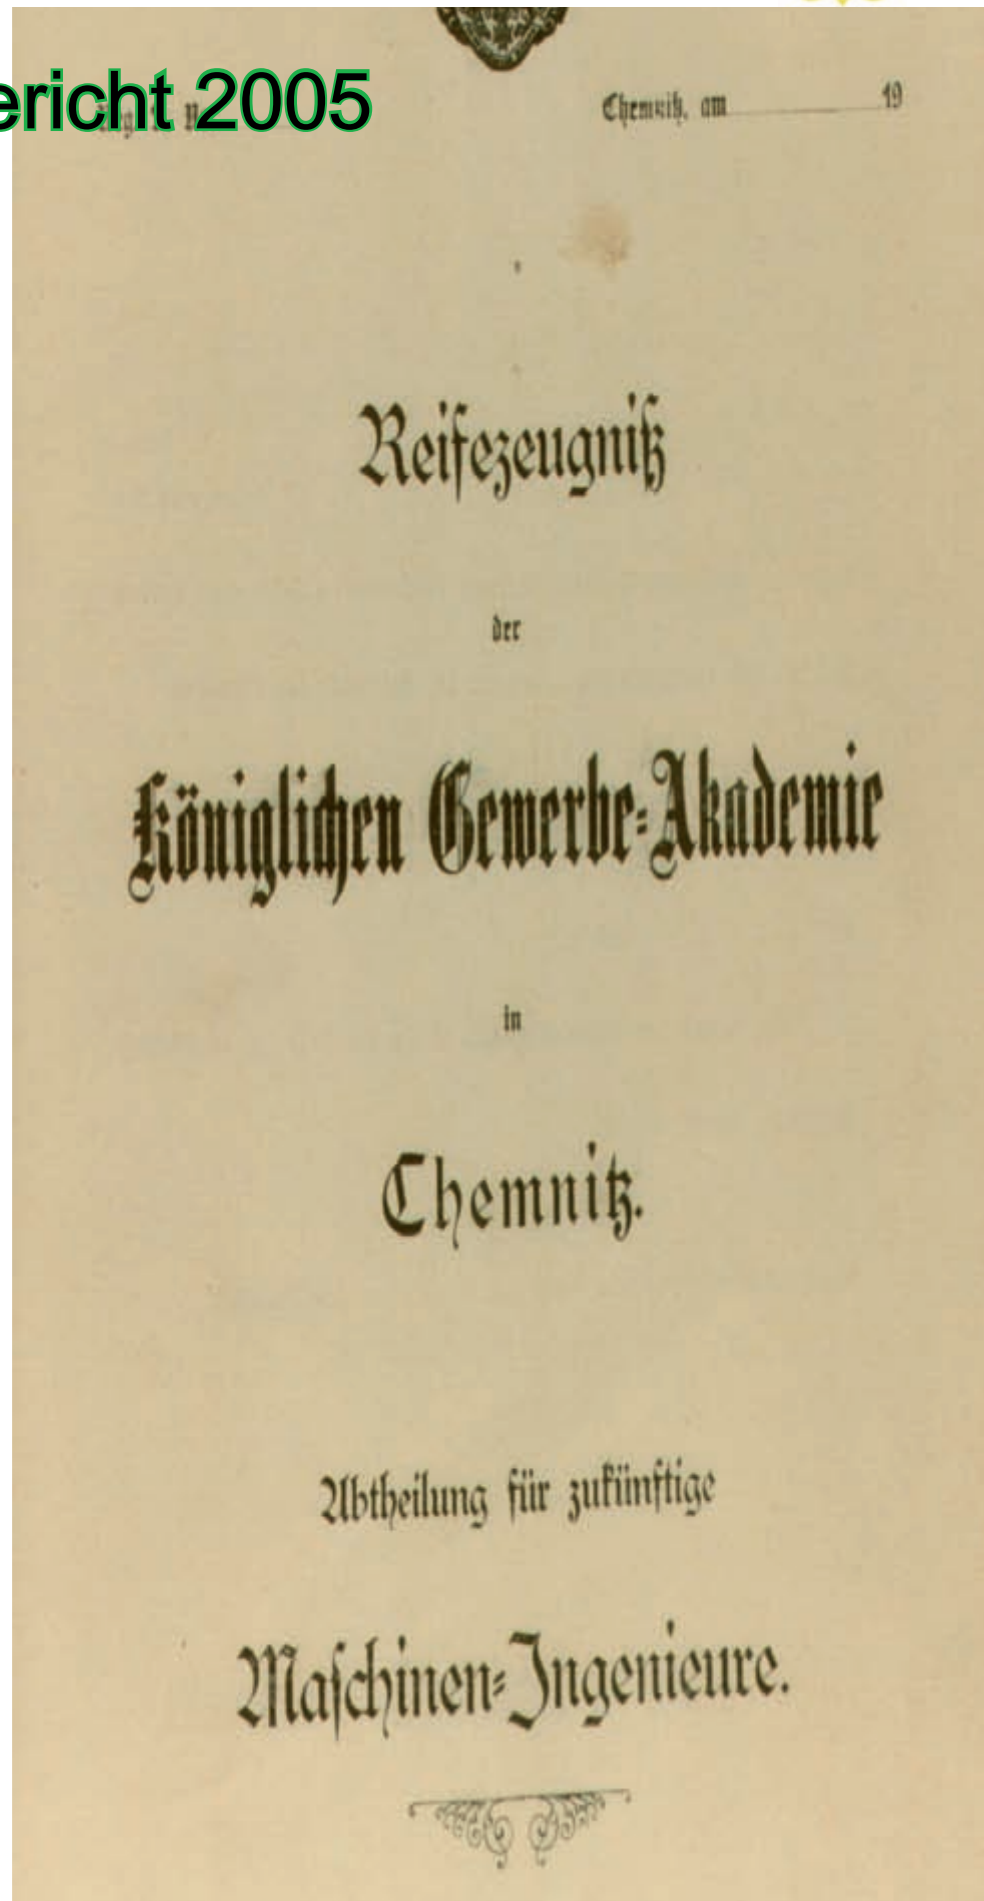 ericht 2005
Chemnitz, am 19
Reifezeugniß
der
Königlichen Gewerbe-Akademie
in
Chemnitz.
Abtheilung für zukünftige
Maschinen-Ingenieure.